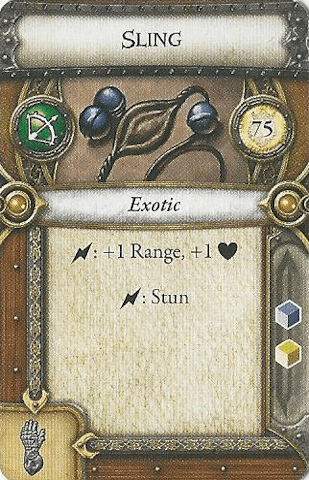 SLING
75
Exotic
: +1 Range, +1
: Stun